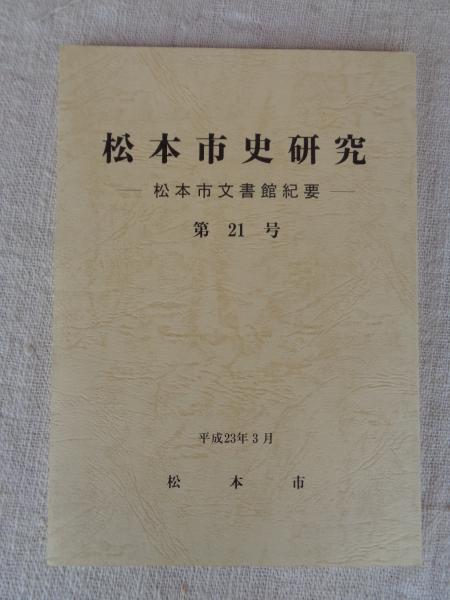 松本市史研究
― 松本市文書館紀要 ―
第 21 号
平成23年3月
松 本 市